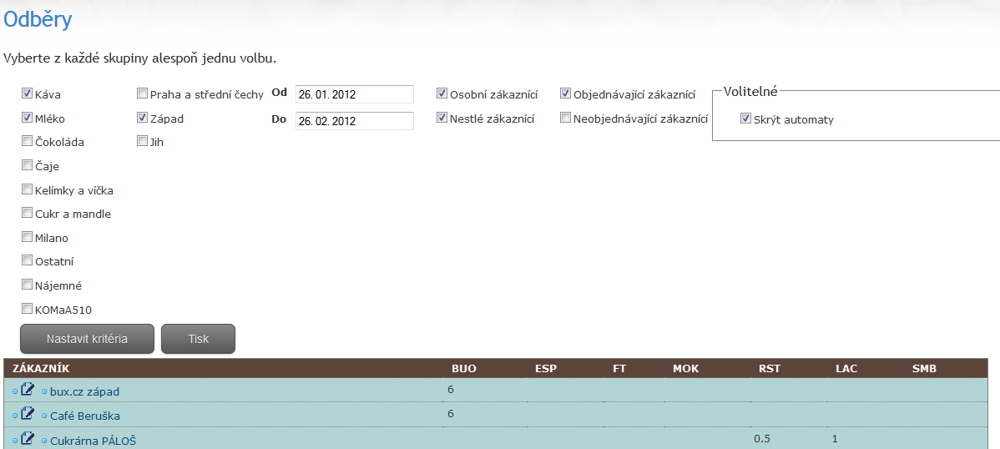 Odběry
Vyberte z každé skupiny alespoň jednu volbu.
Káva Praha a střední čechy Od 26. 01. 2012 Osobní zákazníci Objednávající zákazníci Volitelné
Mléko Západ Do 26. 02. 2012 Nestlé zákazníci Neobjednávající zákazníci Skrýt automaty
Čokoláda Jih
Čaje
Kelímky a víčka
Cukr a mandle
Milano
Ostatní
Nájemné
KOMaA510
Nastavit kritéria Tisk
ZÁKAZNÍK BUO ESP FT MOK RST LAC SMB
bux.cz západ 6
Café Beruška 6
Cukrárna PÁLOŠ 0.5 1